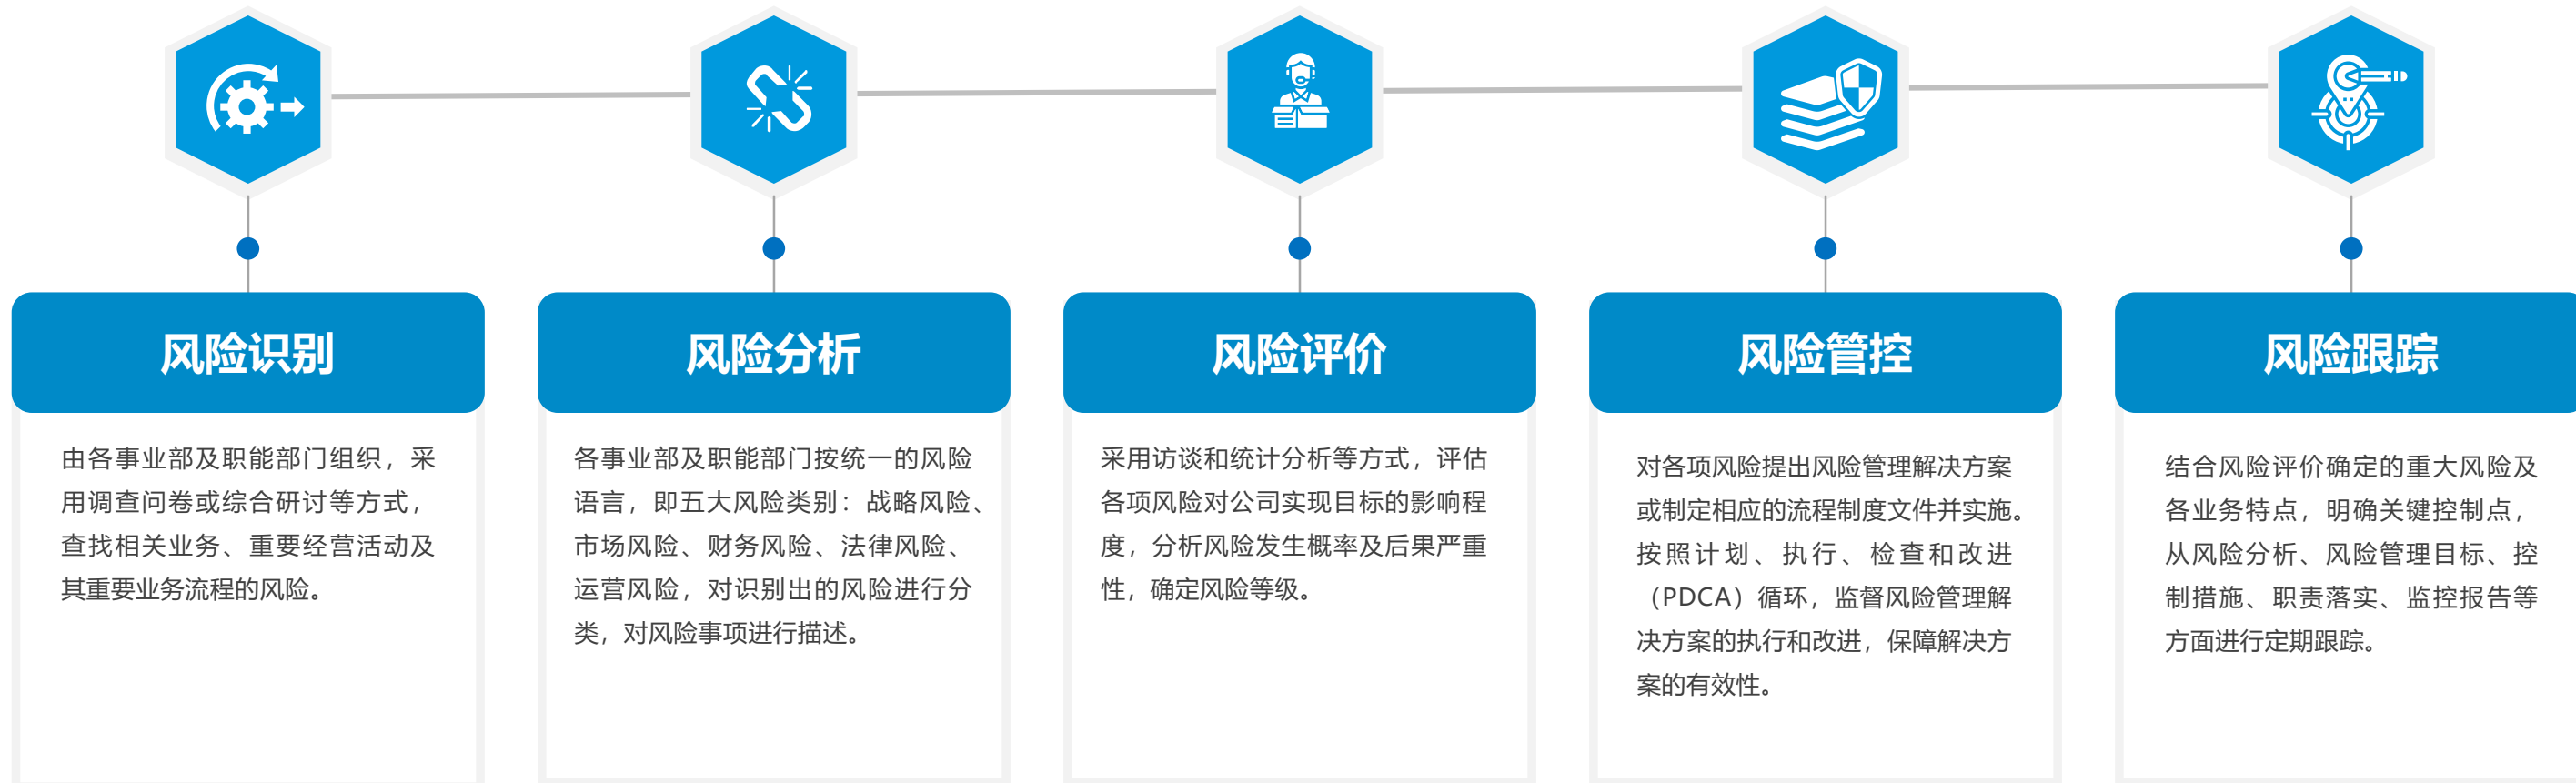 风险识别
由各事业部及职能部门组织，采
用调查问卷或综合研讨等方式，
查找相关业务、重要经营活动及
其重要业务流程的风险。
风险分析
各事业部及职能部门按统一的风险
语言，即五大风险类别：战略风险、
市场风险、财务风险、法律风险、
运营风险，对识别出的风险进行分
类，对风险事项进行描述。
风险评价
采用访谈和统计分析等方式，评估
各项风险对公司实现目标的影响程
度，分析风险发生概率及后果严重
性，确定风险等级。
风险管控
对各项风险提出风险管理解决方案
或制定相应的流程制度文件并实施。
按照计划、执行、检查和改进
（PDCA）循环，监督风险管理解
决方案的执行和改进，保障解决方
案的有效性。
风险跟踪
结合风险评价确定的重大风险及
各业务特点，明确关键控制点，
从风险分析、风险管理目标、控
制措施、职责落实、监控报告等
方面进行定期跟踪。